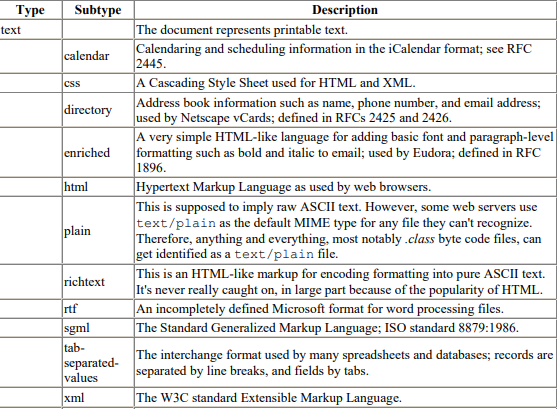 Type Subtype Description
text The document represents printable text.
calendar Calendaring and scheduling information in the iCalendar format; see RFC
2445.
css A Cascading Style Sheet used for HTML and XML.
directory Address book information such as name, phone number, and email address;
used by Netscape vCards; defined in RFCs 2425 and 2426.
enriched A very simple HTML-like language for adding basic font and paragraph-level
formatting such as bold and italic to email; used by Eudora; defined in RFC
1896.
html Hypertext Markup Language as used by web browsers.
plain This is supposed to imply raw ASCII text. However, some web servers use
text/plain as the default MIME type for any file they can't recognize.
Therefore, anything and everything, most notably .class byte code files, can
get identified as a text/plain file.
richtext This is an HTML-like markup for encoding formatting into pure ASCII text.
It's never really caught on, in large part because of the popularity of HTML.
rtf An incompletely defined Microsoft format for word processing files.
sgml The Standard Generalized Markup Language; ISO standard 8879:1986.
tab-
separated-
values
The interchange format used by many spreadsheets and databases; records are
separated by line breaks, and fields by tabs.
xml The W3C standard Extensible Markup Language.